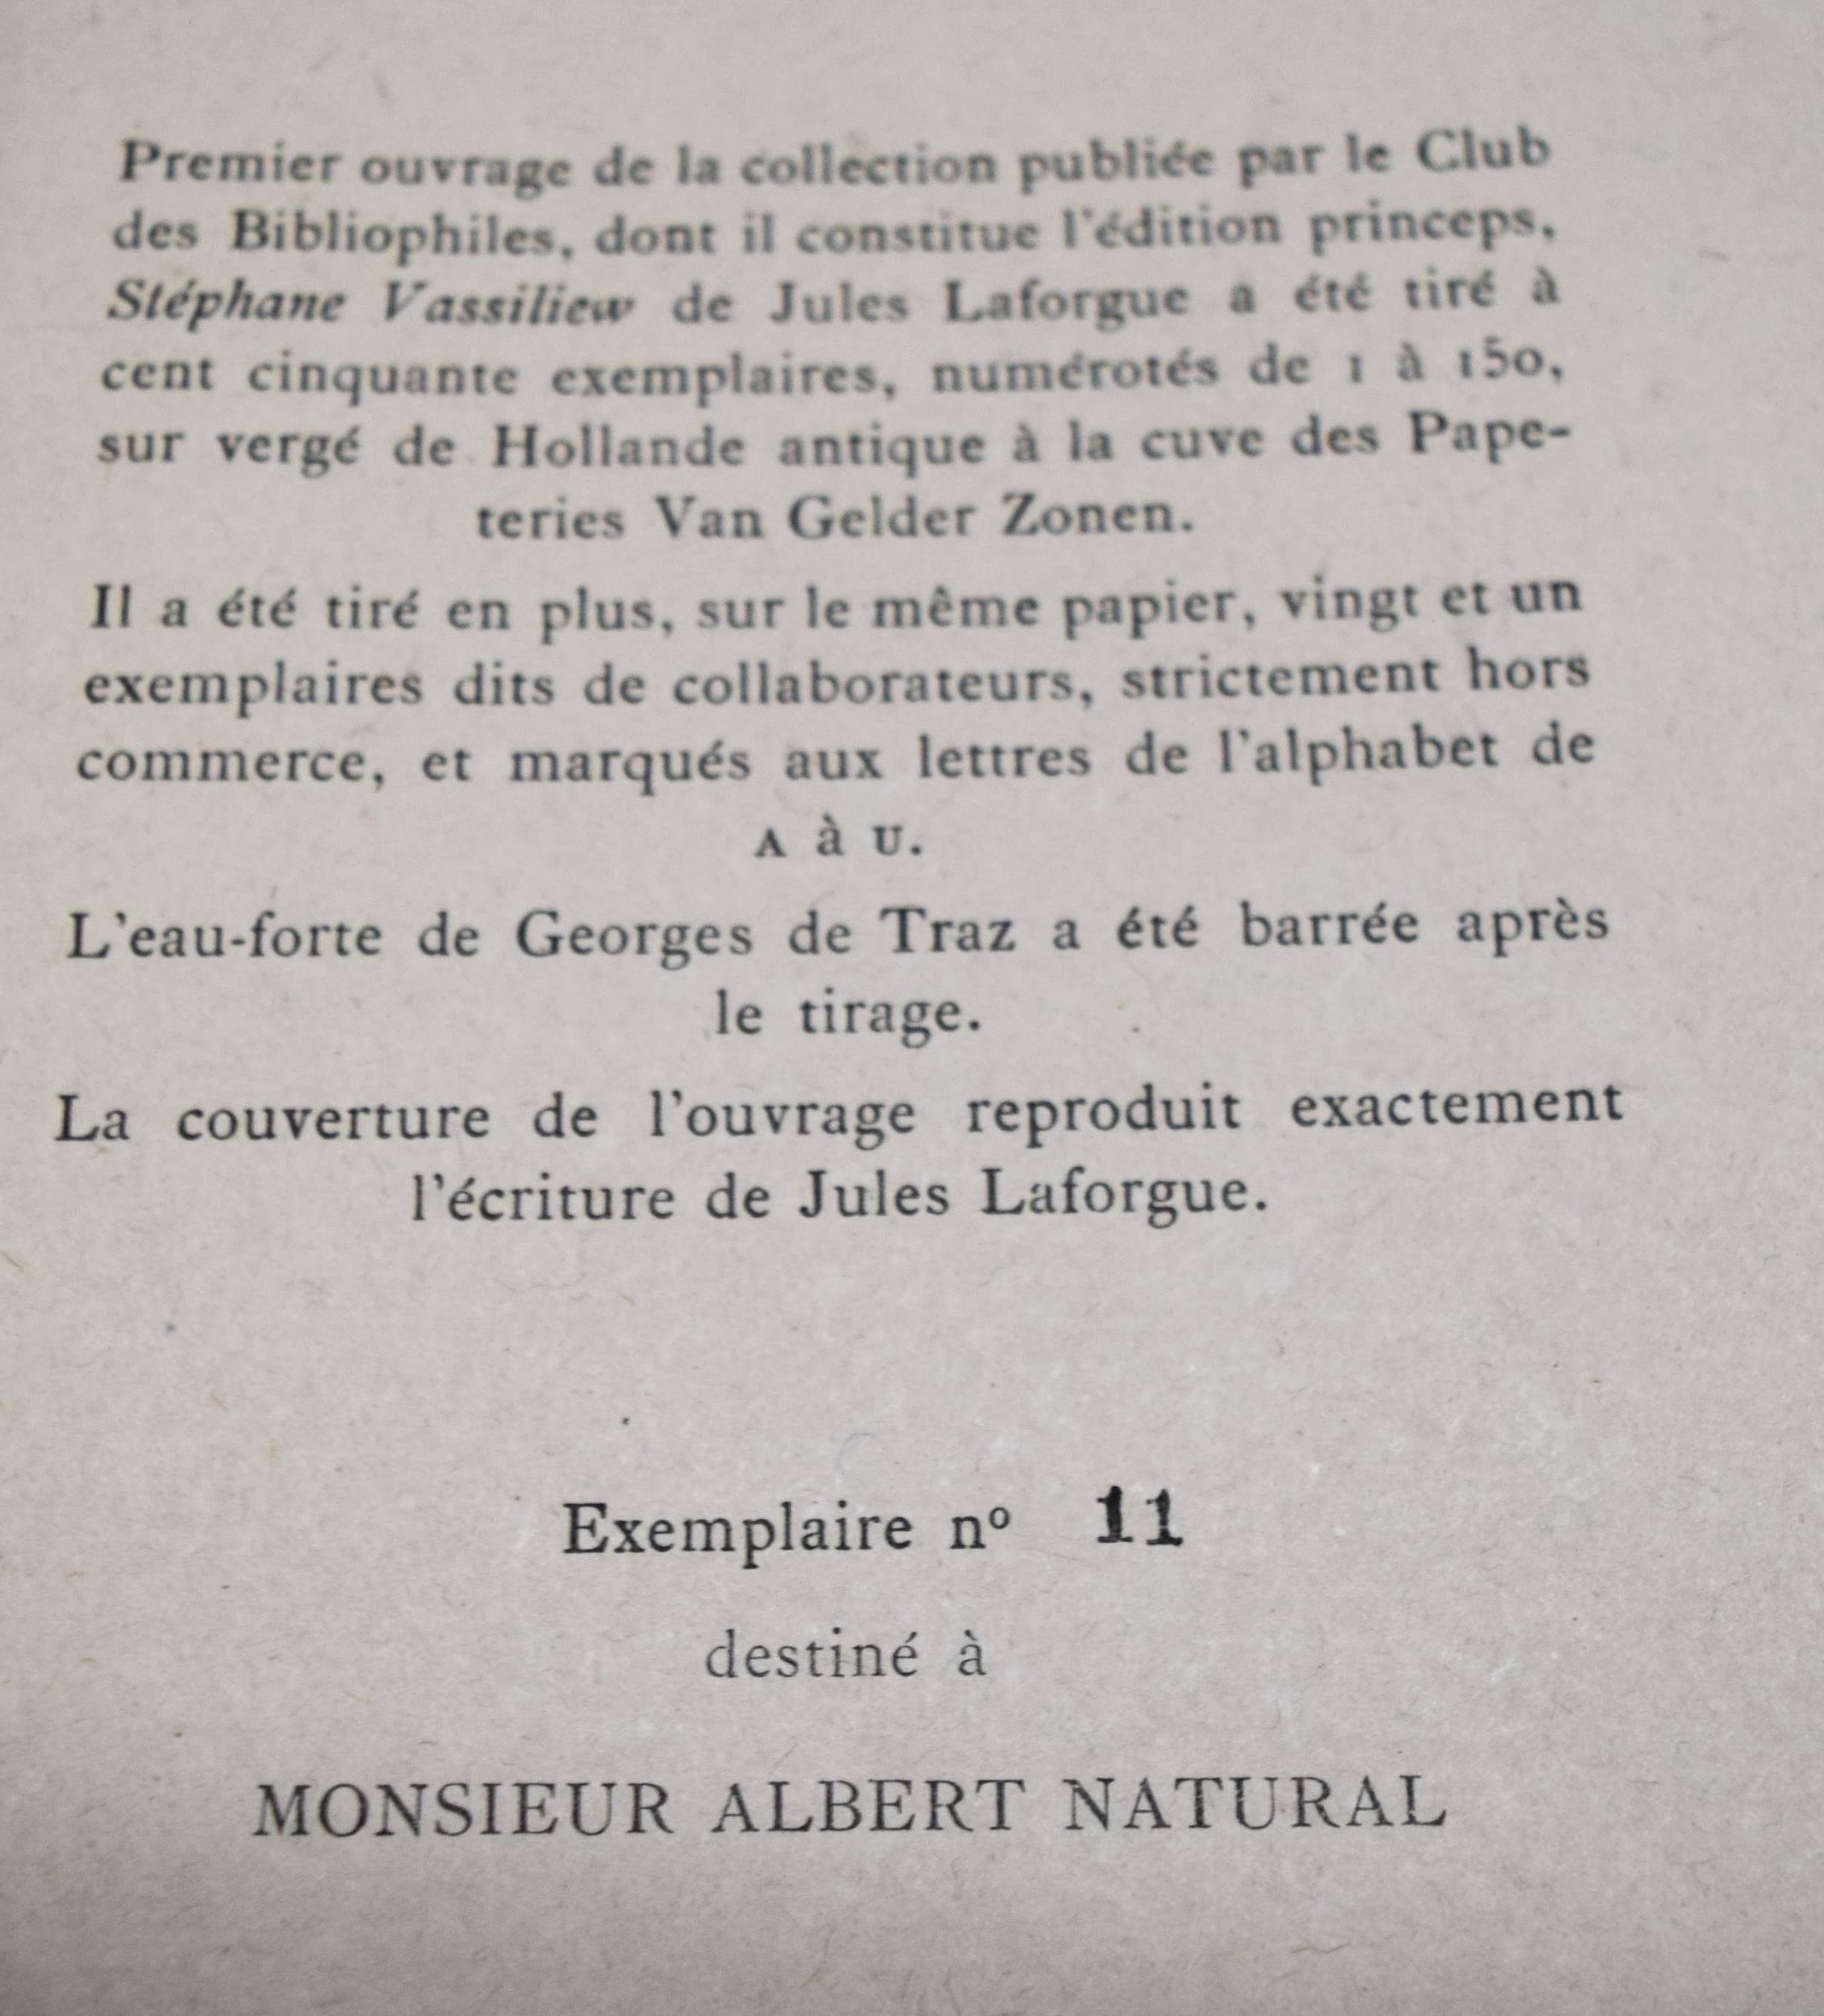 Premier ouvrage de la collection publiée par le Club
des Bibliophiles, dont il constitue l'édition princeps,
Stéphane Vassiliew de Jules Laforgue a été tiré à
cent cinquante exemplaires, numérotés de 1 à 150,
sur vergé de Hollande antique à la cuve des Pape-
teries Van Gelder Zonen.
Il a été tiré en plus, sur le même papier, vingt et un
exemplaires dits de collaborateurs, strictement hors
commerce, et marqués aux lettres de l'alphabet de
A à U.
L'eau-forte de Georges de Traz a été barrée après
le tirage.
La couverture de l'ouvrage reproduit exactement
l'écriture de Jules Laforgue.
Exemplaire nº 11
destiné à
MONSIEUR ALBERT NATURAL